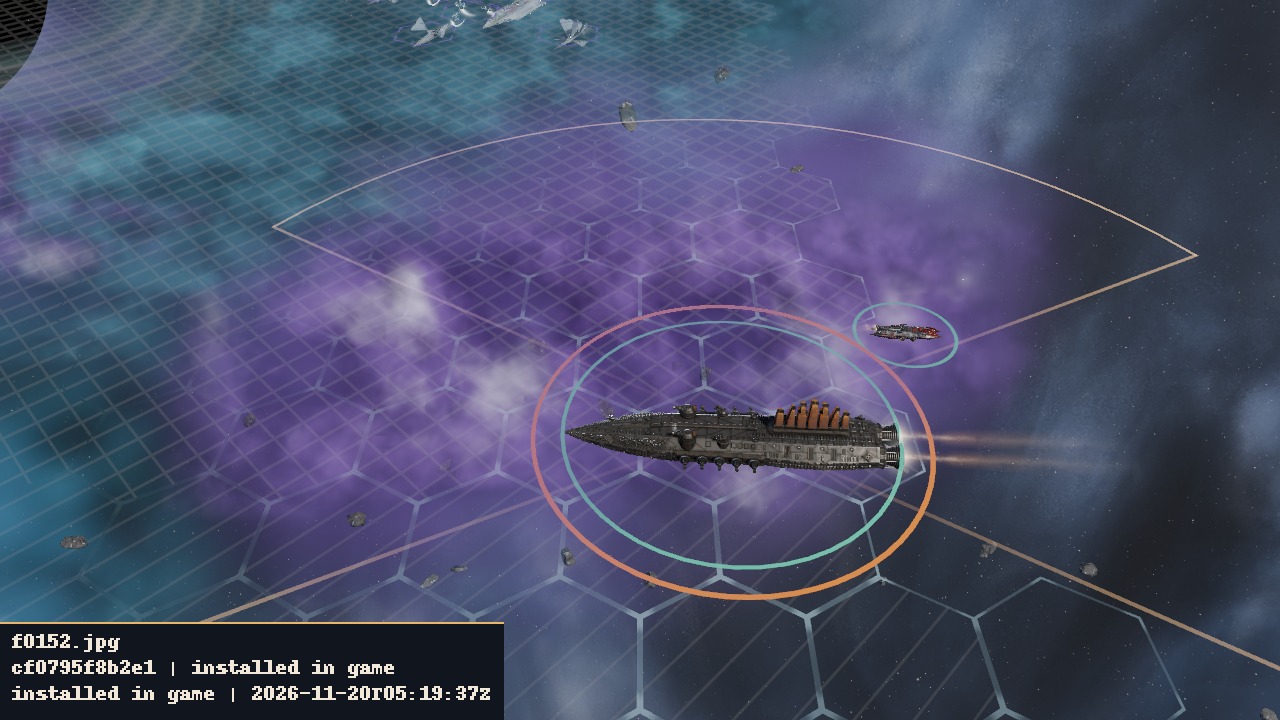 f0152.jpg
cf0795f8b2e1 | installed in game
installed in game | 2026-11-20T05:19:37z